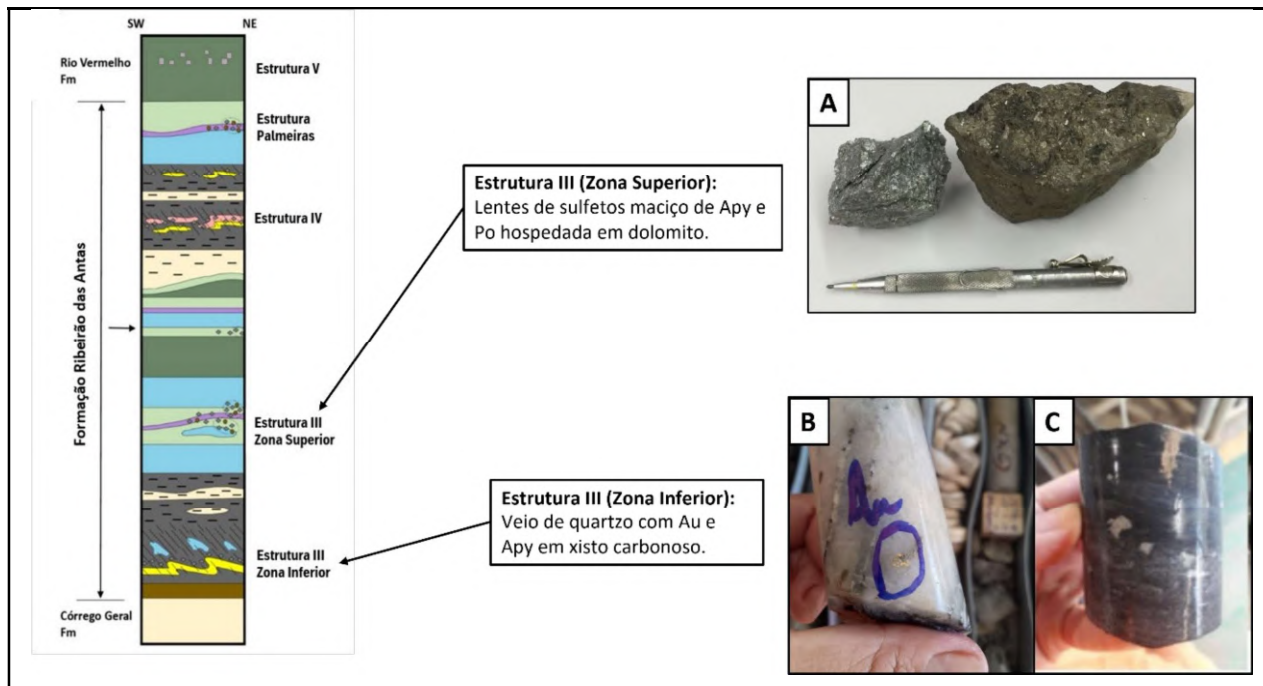 SW NE
Rio Vermelho
Fm
Estrutura V
Estrutura
Palmeiras
Estrutura IV
Formação Ribeirão das Antas
Estrutura III
Zona Superior
Estrutura III
Zona Inferior
Córrego Geral
Fm
Estrutura III (Zona Superior):
Lentes de sulfetos maciço de Apy e
Po hospedada em dolomito.
Estrutura III (Zona Inferior):
Veio de quartzo com Au e
Apy em xisto carbonoso.
A
B
Au
C